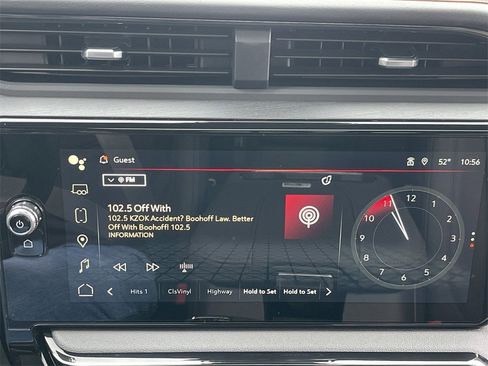 Guest
52°
10:56
FM
102.5 Off With
102.5 KZOK Accident? Boohoff Law. Better
Off With Boohoff! 102.5
INFORMATION
Hits 1
ClsVinyl
Highway
Hold to Set
Hold to Set
12
1
2
3
4
5
6
7
8
9
10
11